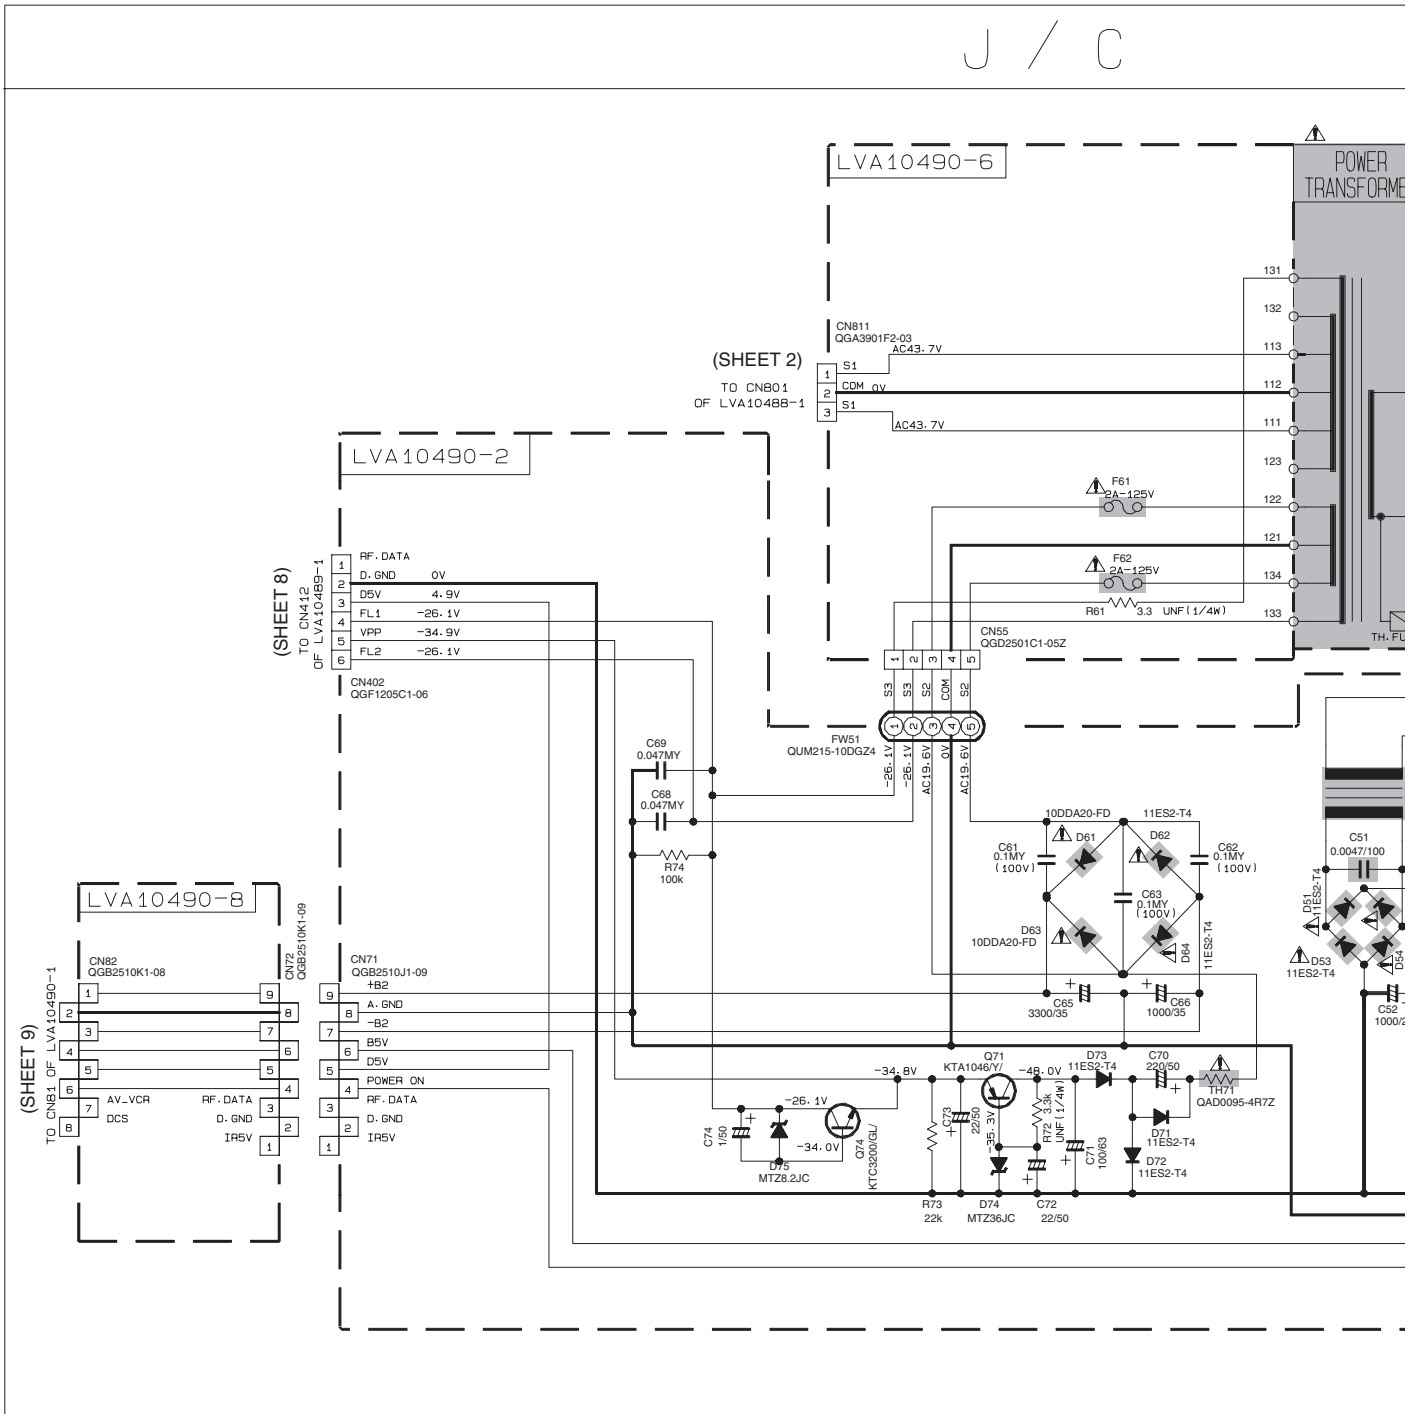 J / C
LVA10490-6
POWER
TRANSFORME
131
132
113
112
111
123
122
121
134
133
CN811
QGA3901F2-03
(SHEET 2)
TO CN801
OF LVA10488-1
1
2
3
S1
COM 0V
S1
AC43.7V
AC43.7V
F61
2A-125V
F62
2A-125V
R61
3.3 UNF(1/4W)
TH.FU
CN55
QGD2501C1-05Z
1 2 3 4 5
S3 S3 S2 COM S2
1 2 3 4 5
FW51
QUM215-10DGZ4
-26.1V
-26.1V
AC19.6V
0V
AC19.6V
LVA10490-2
(SHEET 8)
TO CN412
OF LVA10489-1
1 RF.DATA
2 D.GND 0V
3 D5V 4.9V
4 FL1 -26.1V
5 VPP -34.9V
6 FL2 -26.1V
CN402
QGF1205C1-06
C69
0.047MY
C68
0.047MY
R74
100k
10DDA20-FD
11ES2-T4
D61
D62
C61
0.1MY
(100V)
C62
0.1MY
(100V)
C63
0.1MY
(100V)
D63
10DDA20-FD
D64
11ES2-T4
C65
3300/35
C66
1000/35
C51
0.0047/100
D51
11ES2-T4
D53
11ES2-T4
D54
C52
1000/2
LVA10490-8
CN82
QGB2510K1-08
CN72
QGB2510K1-09
(SHEET 9)
TO CN81 OF LVA10490-1
1
2
3
4
5
6
7
8
AV_VCR
DCS
9
8
7
6
5
4
3
2
1
RF.DATA
D.GND
IR5V
CN71
QGB2510J1-09
9 +B2
8 A.GND
7 -B2
6 B5V
5 D5V
4 POWER ON
3 RF.DATA
2 D.GND
1 IR5V
-34.8V
Q71
KTA1046/Y/
-48.0V
D73
11ES2-T4
C70
220/50
TH71
QAD0095-4R7Z
-26.1V
C74
1/50
D75
MTZ8.2JC
-34.0V
Q74
KTC3200/GL/
C73
22/50
-35.3V
R72 3.3k
UNF(1/4W)
C71
100/63
D71
11ES2-T4
D72
11ES2-T4
R73
22k
D74
MTZ36JC
C72
22/50